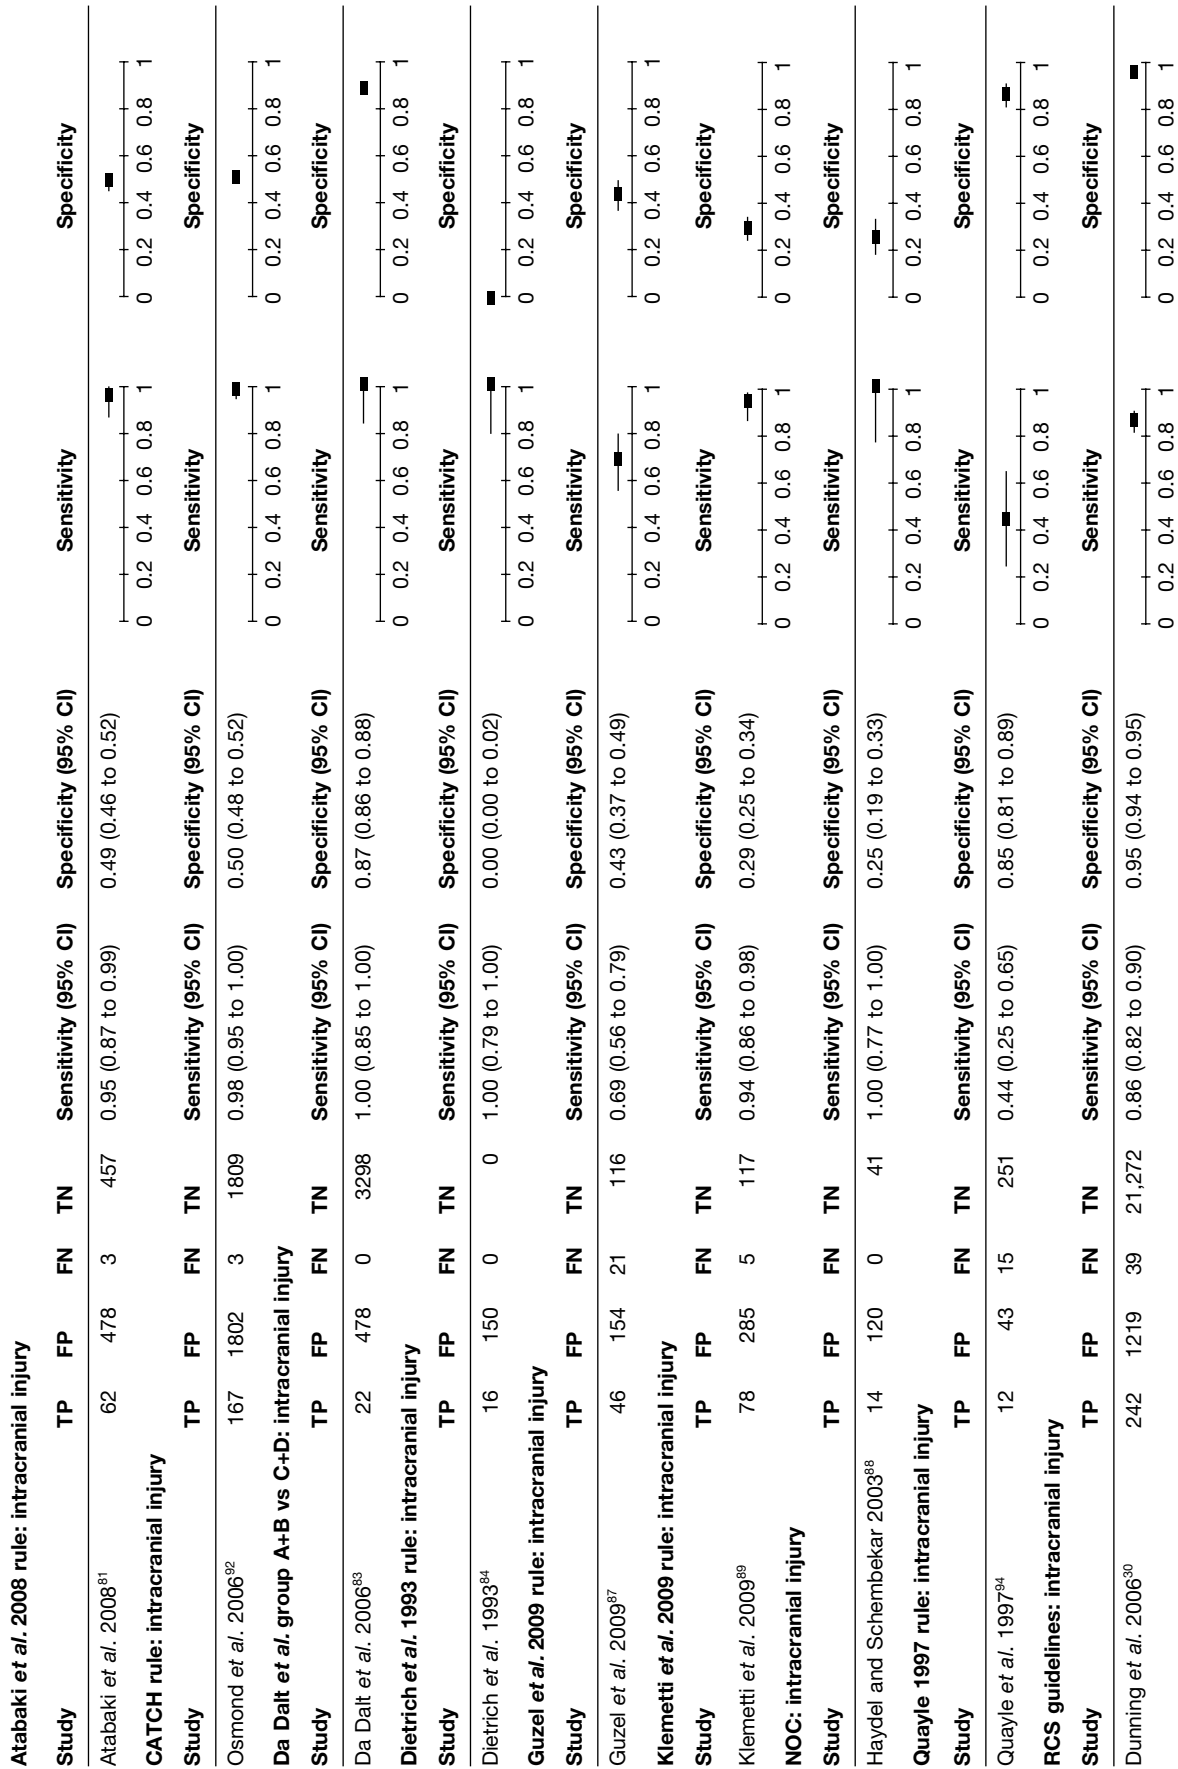 Atabaki et al. 2008 rule: intracranial injury
Study TP FP FN TN Sensitivity (95% CI) Specificity (95% CI) Sensitivity Specificity
Atabaki et al. 2008⁸¹ 62 478 3 457 0.95 (0.87 to 0.99) 0.49 (0.46 to 0.52)
0 0.2 0.4 0.6 0.8 1 0 0.2 0.4 0.6 0.8 1
CATCH rule: intracranial injury
Study TP FP FN TN Sensitivity (95% CI) Specificity (95% CI) Sensitivity Specificity
Osmond et al. 2006⁹² 167 1802 3 1809 0.98 (0.95 to 1.00) 0.50 (0.48 to 0.52)
0 0.2 0.4 0.6 0.8 1 0 0.2 0.4 0.6 0.8 1
Da Dalt et al. group A+B vs C+D: intracranial injury
Study TP FP FN TN Sensitivity (95% CI) Specificity (95% CI) Sensitivity Specificity
Da Dalt et al. 2006⁸³ 22 478 0 3298 1.00 (0.85 to 1.00) 0.87 (0.86 to 0.88)
0 0.2 0.4 0.6 0.8 1 0 0.2 0.4 0.6 0.8 1
Dietrich et al. 1993 rule: intracranial injury
Study TP FP FN TN Sensitivity (95% CI) Specificity (95% CI) Sensitivity Specificity
Dietrich et al. 1993⁸⁴ 16 150 0 0 1.00 (0.79 to 1.00) 0.00 (0.00 to 0.02)
0 0.2 0.4 0.6 0.8 1 0 0.2 0.4 0.6 0.8 1
Guzel et al. 2009 rule: intracranial injury
Study TP FP FN TN Sensitivity (95% CI) Specificity (95% CI) Sensitivity Specificity
Guzel et al. 2009⁸⁷ 46 154 21 116 0.69 (0.56 to 0.79) 0.43 (0.37 to 0.49)
0 0.2 0.4 0.6 0.8 1 0 0.2 0.4 0.6 0.8 1
Klemetti et al. 2009 rule: intracranial injury
Study TP FP FN TN Sensitivity (95% CI) Specificity (95% CI) Sensitivity Specificity
Klemetti et al. 2009⁸⁹ 78 285 5 117 0.94 (0.86 to 0.98) 0.29 (0.25 to 0.34)
0 0.2 0.4 0.6 0.8 1 0 0.2 0.4 0.6 0.8 1
NOC: intracranial injury
Study TP FP FN TN Sensitivity (95% CI) Specificity (95% CI) Sensitivity Specificity
Haydel and Schembekar 2003⁸⁸ 14 120 0 41 1.00 (0.77 to 1.00) 0.25 (0.19 to 0.33)
0 0.2 0.4 0.6 0.8 1 0 0.2 0.4 0.6 0.8 1
Quayle 1997 rule: intracranial injury
Study TP FP FN TN Sensitivity (95% CI) Specificity (95% CI) Sensitivity Specificity
Quayle et al. 1997⁹⁴ 12 43 15 251 0.44 (0.25 to 0.65) 0.85 (0.81 to 0.89)
0 0.2 0.4 0.6 0.8 1 0 0.2 0.4 0.6 0.8 1
RCS guidelines: intracranial injury
Study TP FP FN TN Sensitivity (95% CI) Specificity (95% CI) Sensitivity Specificity
Dunning et al. 2006³⁰ 242 1219 39 21,272 0.86 (0.82 to 0.90) 0.95 (0.94 to 0.95)
0 0.2 0.4 0.6 0.8 1 0 0.2 0.4 0.6 0.8 1